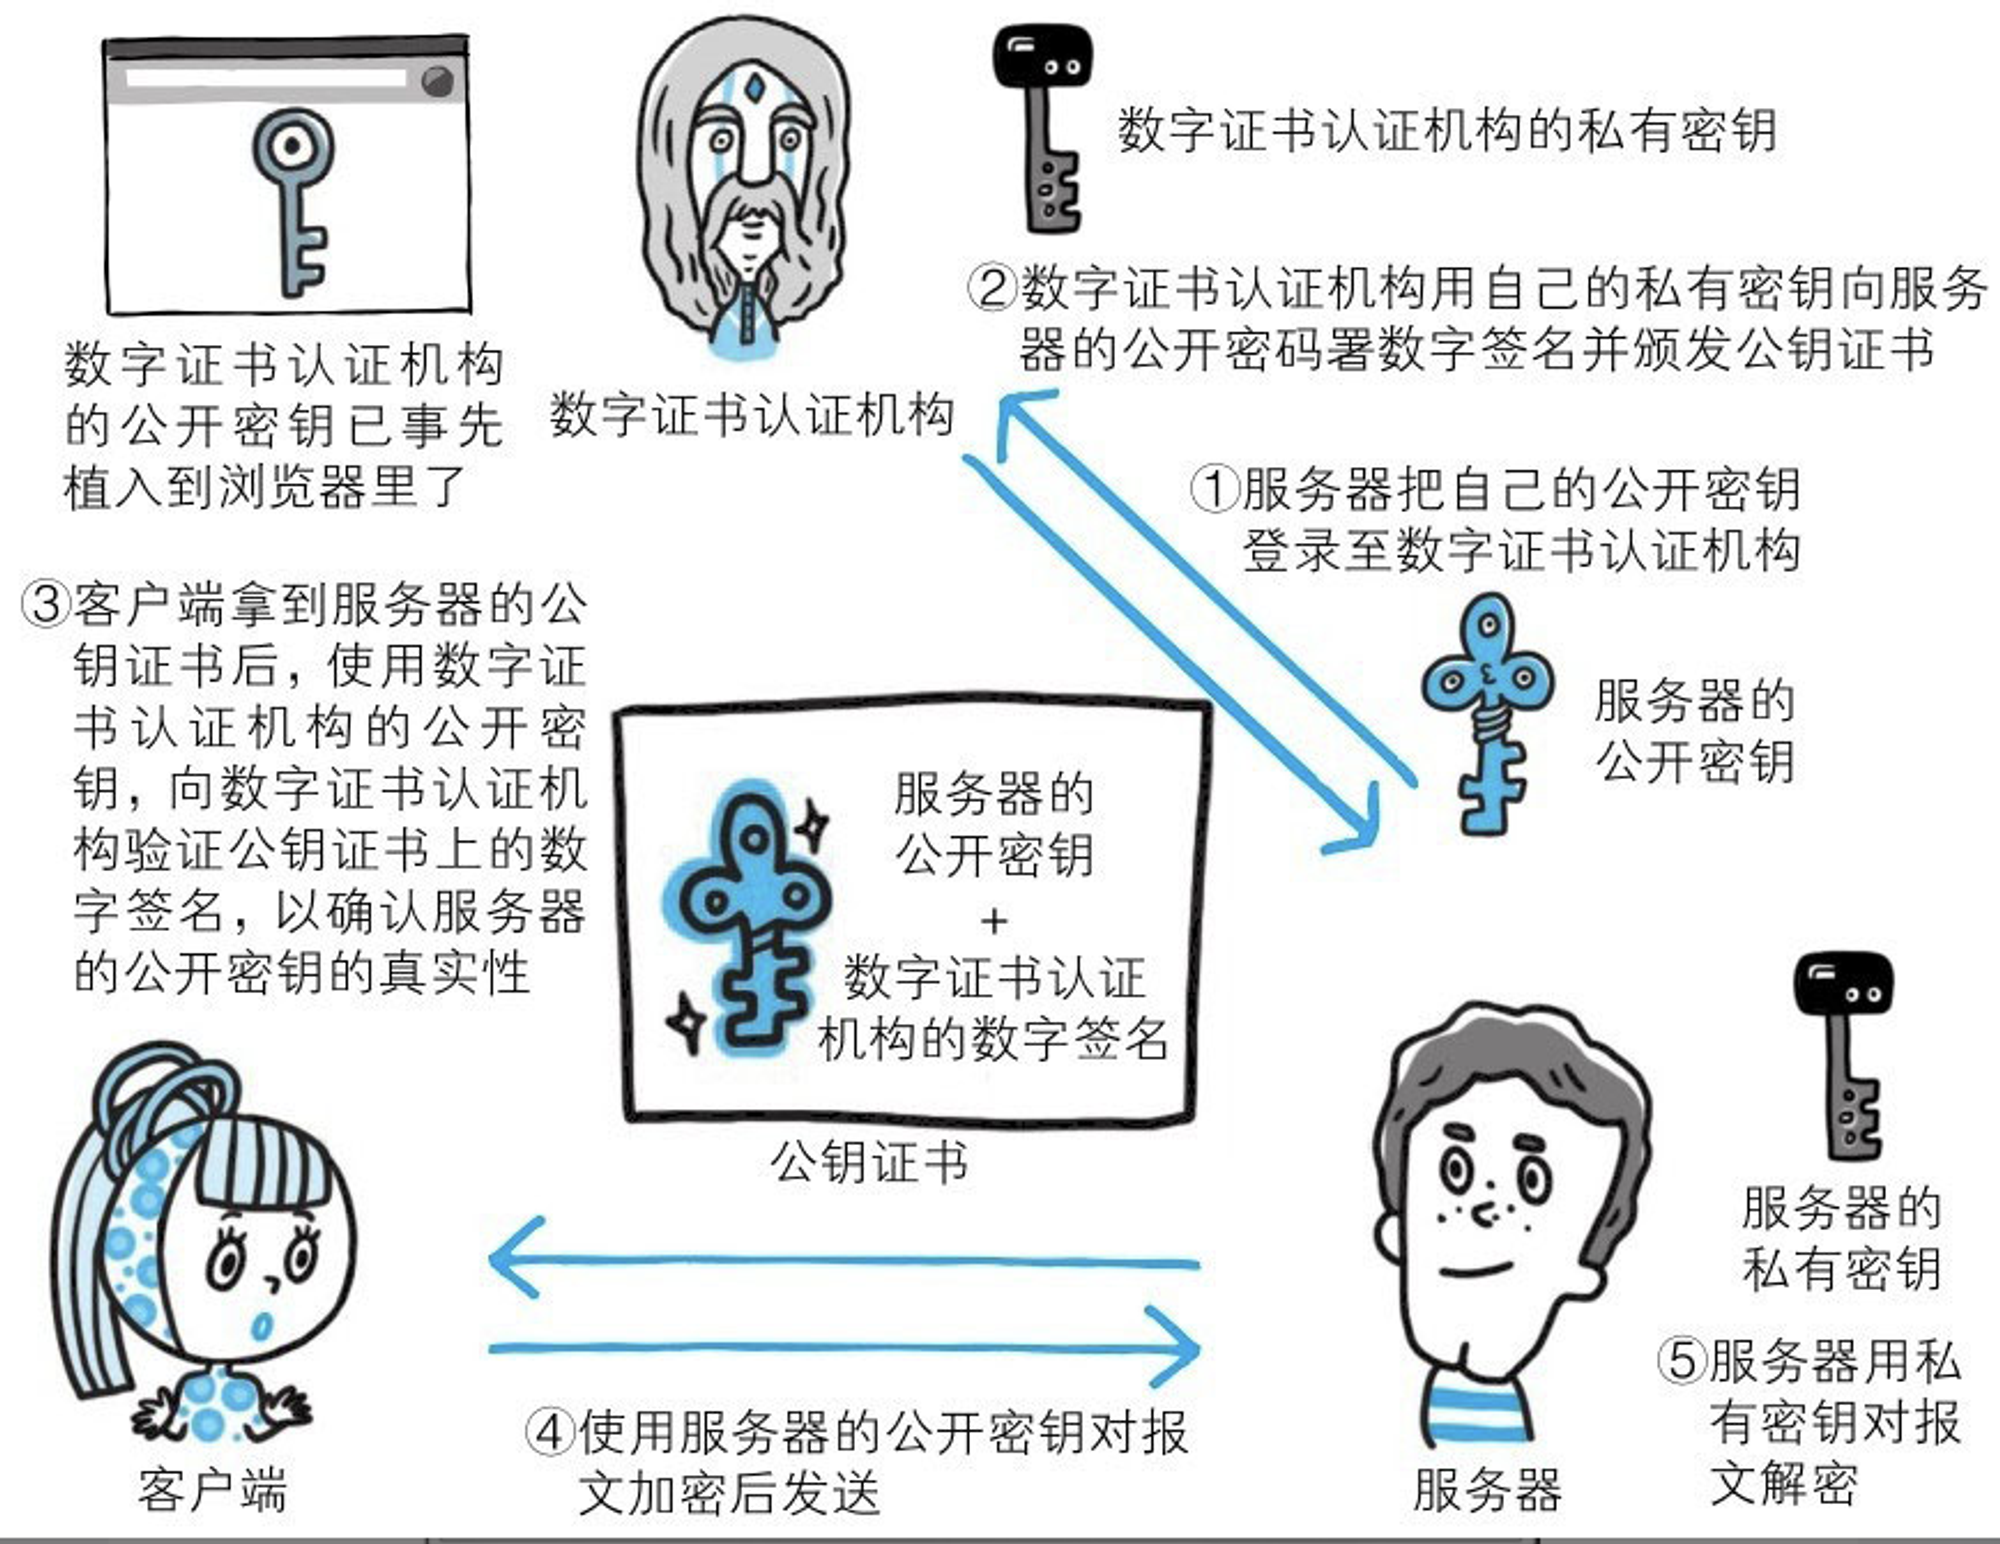 数字证书认证机构的私有密钥
②数字证书认证机构用自己的私有密钥向服务
器的公开密码署数字签名并颁发公钥证书
数字证书认证机构
的公开密钥已事先
植入到浏览器里了
数字证书认证机构
①服务器把自己的公开密钥
登录至数字证书认证机构
③客户端拿到服务器的公
钥证书后，使用数字证
书认证机构的公开密
钥，向数字证书认证机
构验证公钥证书上的数
字签名，以确认服务器
的公开密钥的真实性
服务器的
公开密钥
服务器的
公开密钥
+
数字证书认证
机构的数字签名
公钥证书
服务器的
私有密钥
④使用服务器的公开密钥对报
文加密后发送
⑤服务器用私
有密钥对报
文解密
客户端
服务器